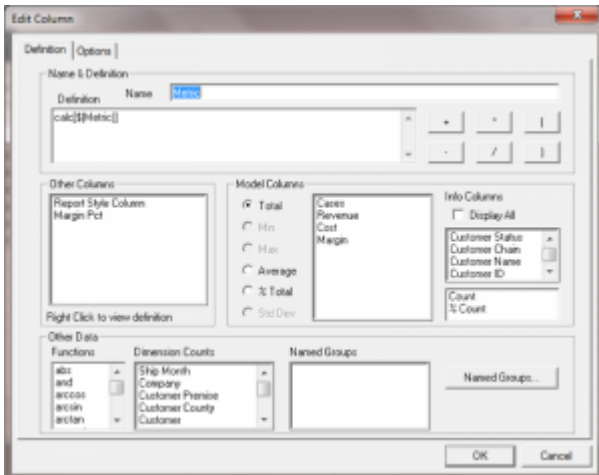 Edit Column
Definition
Options
Name & Definition
Definition
Name
Metric
calc[$[Metric]]
+
*
(
-
/
)
Other Columns
Report Style Column
Margin Pct
Right Click to view definition
Model Columns
Total
Min
Max
Average
% Total
Std Dev
Cases
Revenue
Cost
Margin
Info Columns
Display All
Customer Status
Customer Chain
Customer Name
Customer ID
Count
% Count
Other Data
Functions
abs
and
arccos
arcsin
arctan
Dimension Counts
Ship Month
Company
Customer Premise
Customer County
Customer
Named Groups
Named Groups...
OK
Cancel